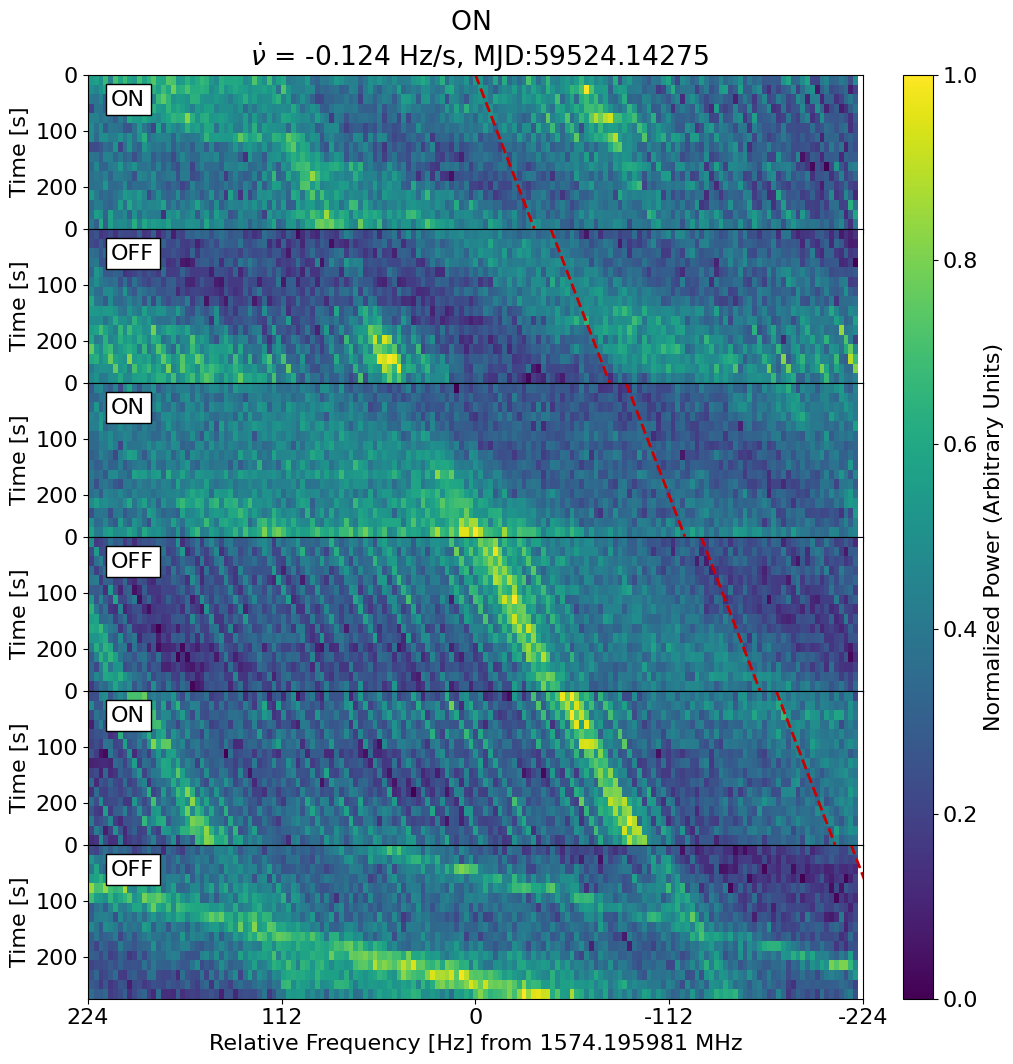 ON
ν̇ = -0.124 Hz/s, MJD:59524.14275
0
100
200
Time [s]
ON
0
100
200
Time [s]
OFF
0
100
200
Time [s]
ON
0
100
200
Time [s]
OFF
0
100
200
Time [s]
ON
0
100
200
Time [s]
OFF
224 112 0 -112 -224
Relative Frequency [Hz] from 1574.195981 MHz
1.0
0.8
0.6
0.4
0.2
0.0
Normalized Power (Arbitrary Units)